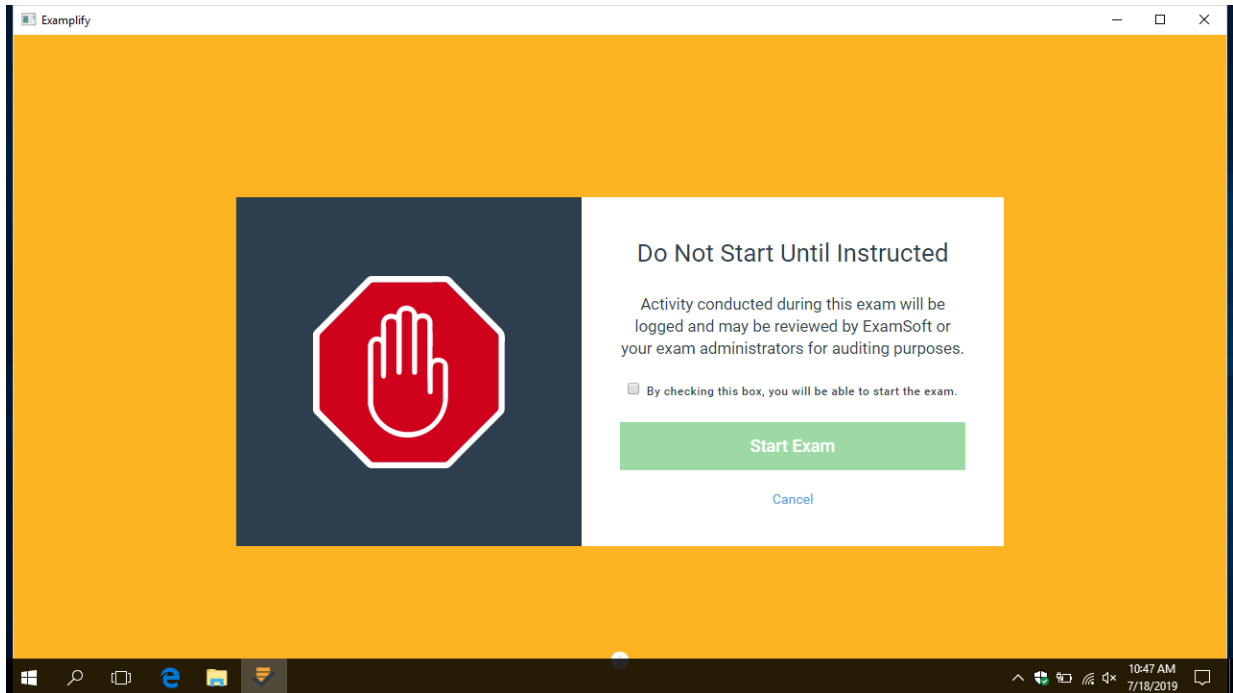 Examplify
Do Not Start Until Instructed
Activity conducted during this exam will be
logged and may be reviewed by ExamSoft or
your exam administrators for auditing purposes.
By checking this box, you will be able to start the exam.
Start Exam
Cancel
10:47 AM
7/18/2019